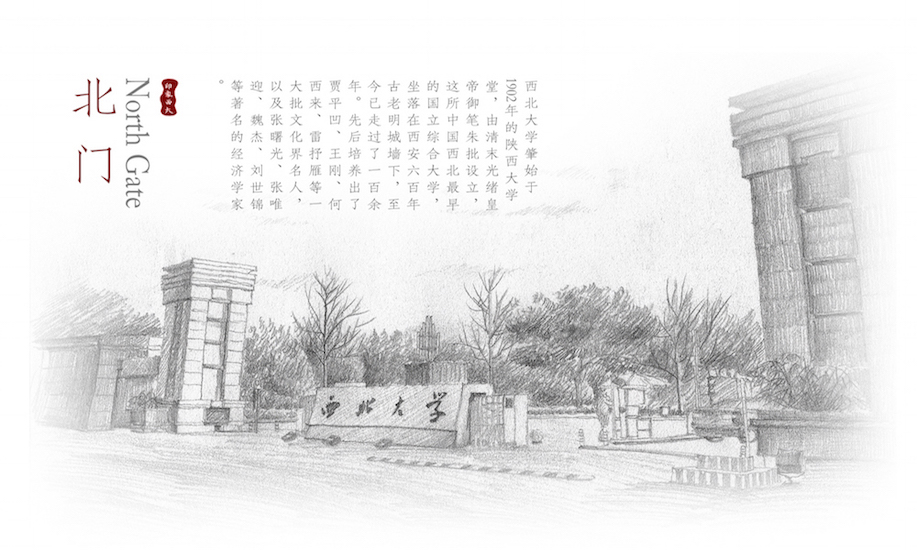 北门
North Gate
印象西大
西北大学肇始于
1902年的陕西大学
堂，由清末光绪皇
帝御笔朱批设立，
这所中国西北最早
的国立综合大学，
坐落在西安六百年
古老明城墙下，至
今已走过了一百余
年。先后培养出了
贾平凹、王刚、何
西来、雷抒雁等一
大批文化界名人，
以及张曙光、张唯
迎、魏杰、刘世锦
等著名的经济学家
。
西北大学